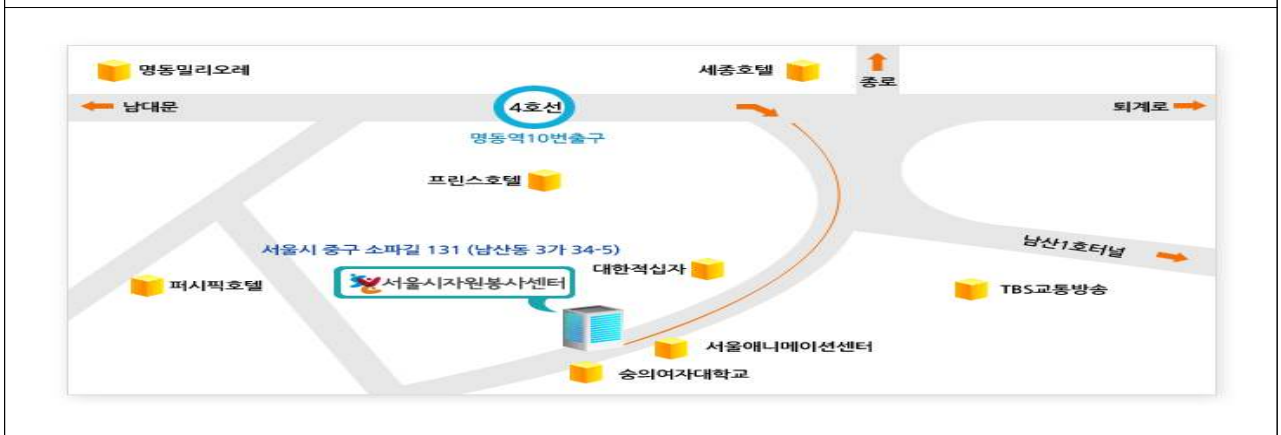 명동밀리오레
세종호텔
종로
남대문
4호선
퇴계로
명동역10번출구
프린스호텔
서울시 중구 소파길 131 (남산동 3가 34-5)
남산1호터널
대한적십자
퍼시픽호텔
서울시자원봉사센터
TBS교통방송
서울애니메이션센터
숭의여자대학교